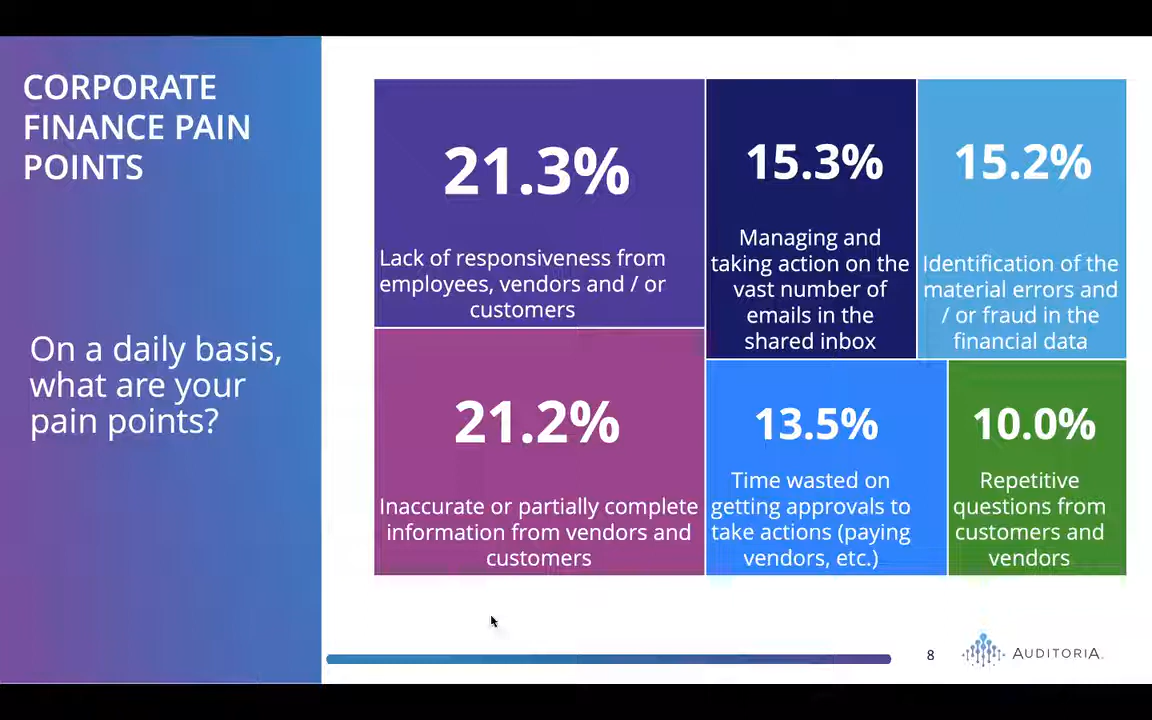 CORPORATE
FINANCE PAIN
POINTS
On a daily basis,
what are your
pain points?
21.3%
Lack of responsiveness from
employees, vendors and / or
customers
15.3%
Managing and
taking action on the
vast number of
emails in the
shared inbox
15.2%
Identification of the
material errors and
/ or fraud in the
financial data
21.2%
Inaccurate or partially complete
information from vendors and
customers
13.5%
Time wasted on
getting approvals to
take actions (paying
vendors, etc.)
10.0%
Repetitive
questions from
customers and
vendors
8
AUDITORIA.